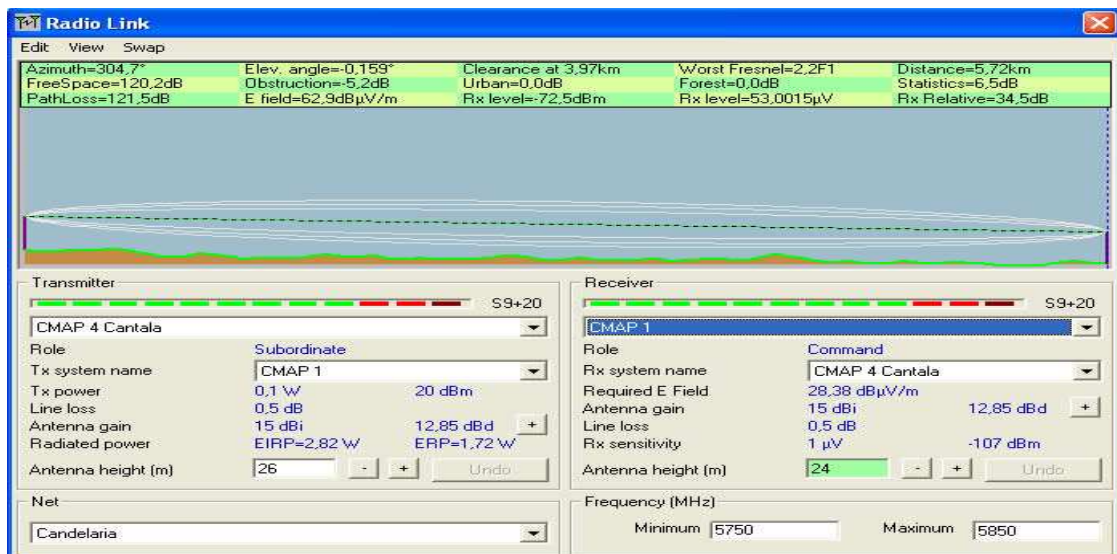 Radio Link
Edit View Swap
Azimuth=304,7° Elev. angle=-0,159° Clearance at 3,97km Worst Fresnel=2,2F1 Distance=5,72km
FreeSpace=120,2dB Obstruction=-5,2dB Urban=0,0dB Forest=0,0dB Statistics=6,5dB
PathLoss=121,5dB E field=62,9dBµV/m Rx level=-72,5dBm Rx level=53,0015µV Rx Relative=34,5dB
Transmitter
S9+20
CMAP 4 Cantala
Role Subordinate
Tx system name CMAP 1
Tx power 0,1 W 20 dBm
Line loss 0,5 dB
Antenna gain 15 dBi 12,85 dBd +
Radiated power EIRP=2,82 W ERP=1,72 W
Antenna height (m) 26 - + Undo
Receiver
S9+20
CMAP 1
Role Command
Rx system name CMAP 4 Cantala
Required E Field 28,38 dBµV/m
Antenna gain 15 dBi 12,85 dBd +
Line loss 0,5 dB
Rx sensitivity 1 µV -107 dBm
Antenna height (m) 24 - + Undo
Net
Candelaria
Frequency (MHz)
Minimum 5750 Maximum 5850